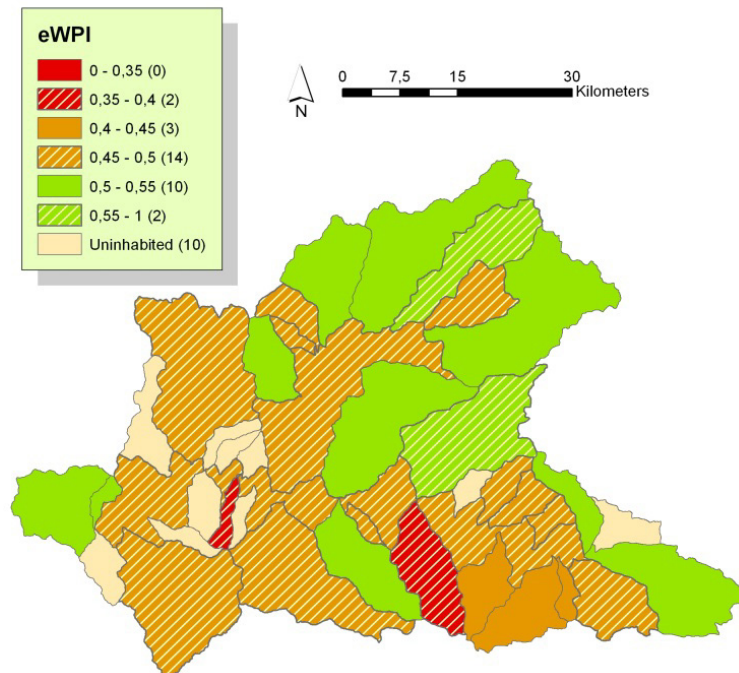 eWPI
0 - 0,35 (0)
0,35 - 0,4 (2)
0,4 - 0,45 (3)
0,45 - 0,5 (14)
0,5 - 0,55 (10)
0,55 - 1 (2)
Uninhabited (10)
N
0 7,5 15 30
Kilometers